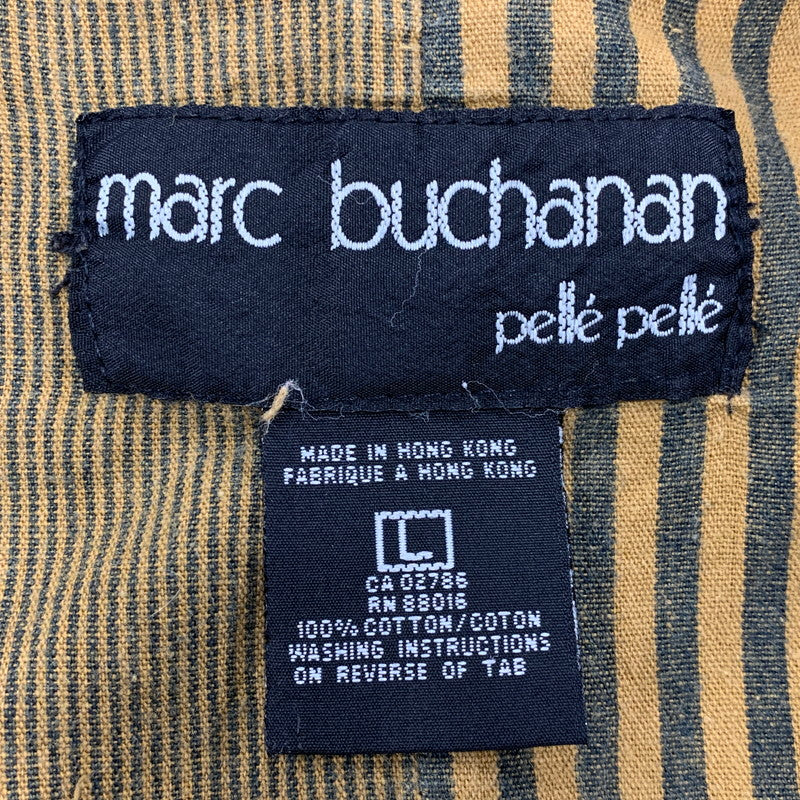 marc buchanan
pellé pellé
MADE IN HONG KONG
FABRIQUE A HONG KONG
L
CA 02786
RN 88016
100% COTTON/COTON
WASHING INSTRUCTIONS
ON REVERSE OF TAB